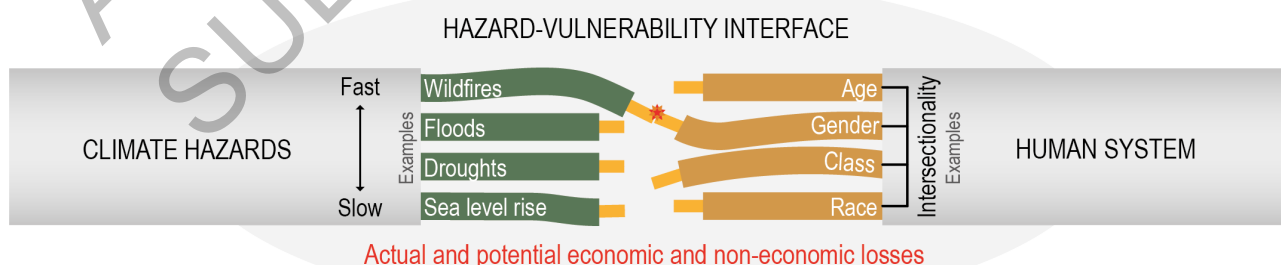 HAZARD-VULNERABILITY INTERFACE
CLIMATE HAZARDS
Fast
Slow
Examples
Wildfires
Floods
Droughts
Sea level rise
Age
Gender
Class
Race
Intersectionality
Examples
HUMAN SYSTEM
Actual and potential economic and non-economic losses